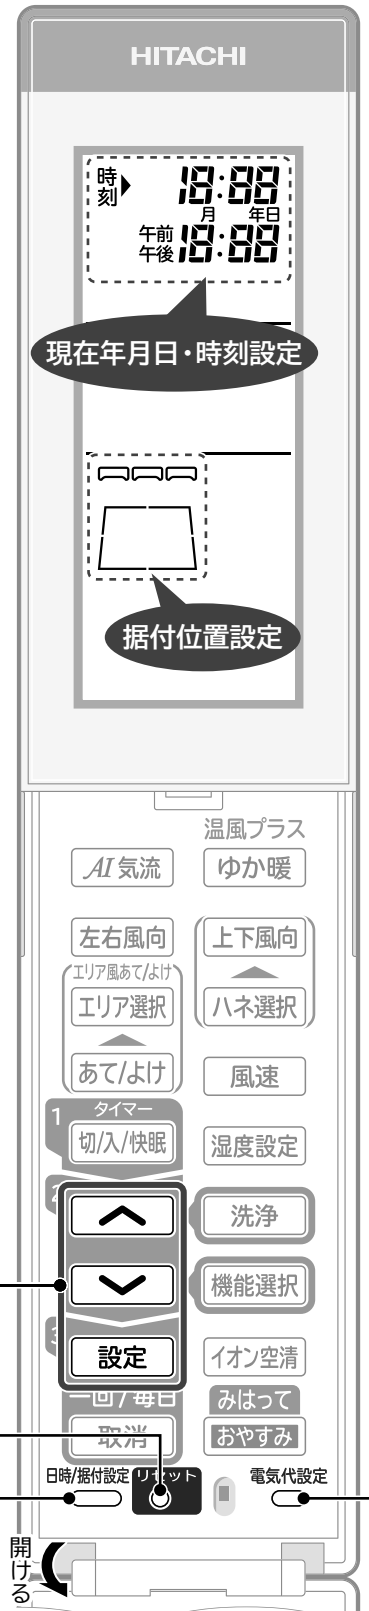 HITACHI
時刻
18:88
月 年日
午前
午後 18:88
現在年月日・時刻設定
据付位置設定
温風プラス
AI 気流 ゆか暖
左右風向 上下風向
エリア風あて/よけ
エリア選択 ハネ選択
あて/よけ 風速
1 タイマー
切/入/快眠 湿度設定
2
洗浄
機能選択
3
設定 イオン空清
一回/毎日 みはって
取消 おやすみ
日時/据付設定 リセット 電気代設定
開ける